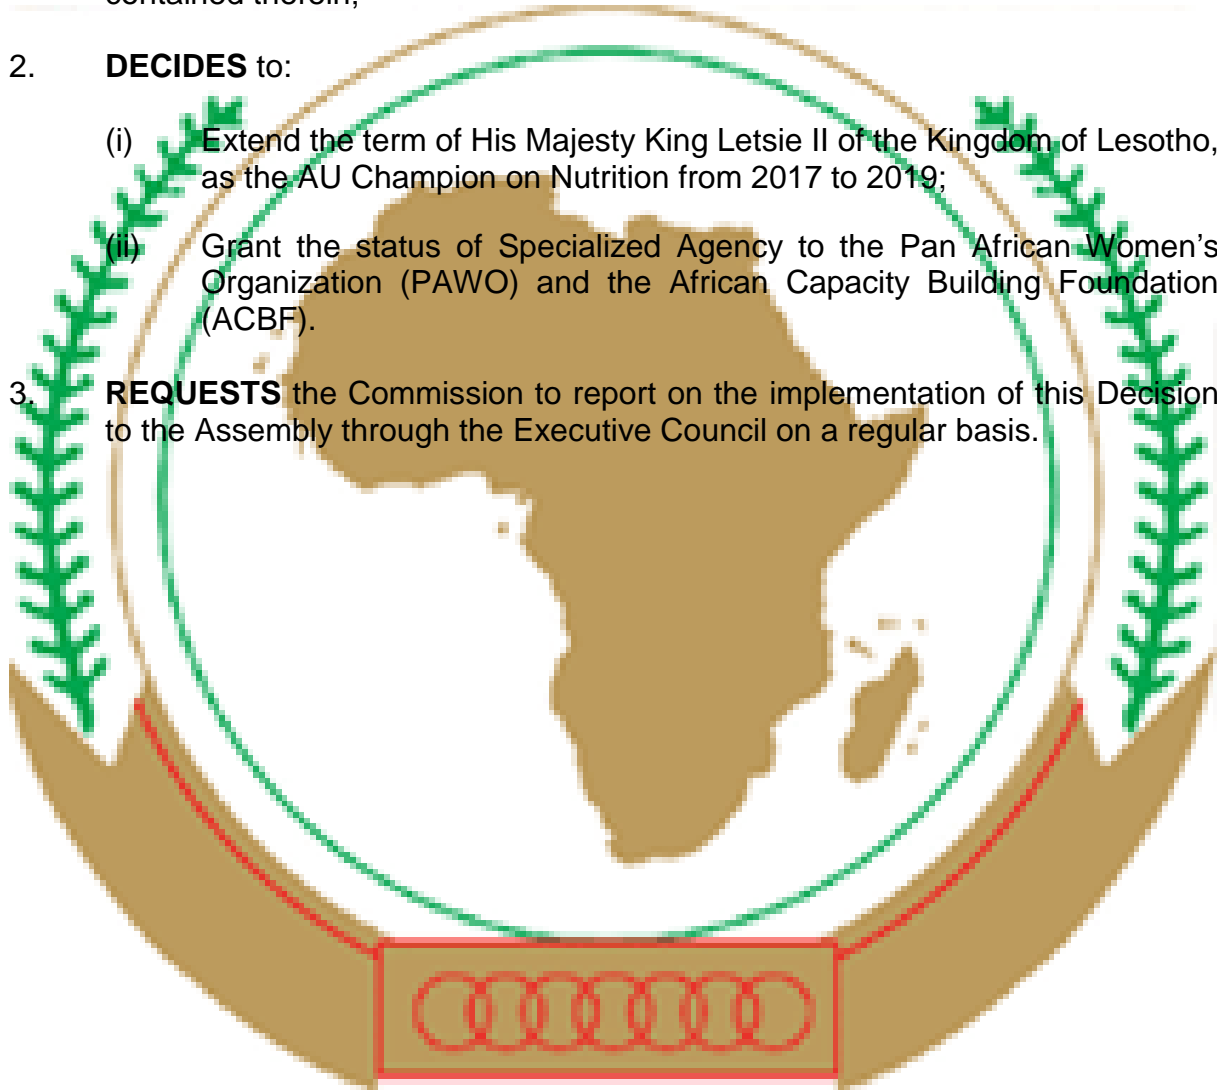 contained therein;
2. DECIDES to:
(i) Extend the term of His Majesty King Letsie II of the Kingdom of Lesotho,
as the AU Champion on Nutrition from 2017 to 2019;
(ii) Grant the status of Specialized Agency to the Pan African Women’s
Organization (PAWO) and the African Capacity Building Foundation
(ACBF).
3. REQUESTS the Commission to report on the implementation of this Decision
to the Assembly through the Executive Council on a regular basis.